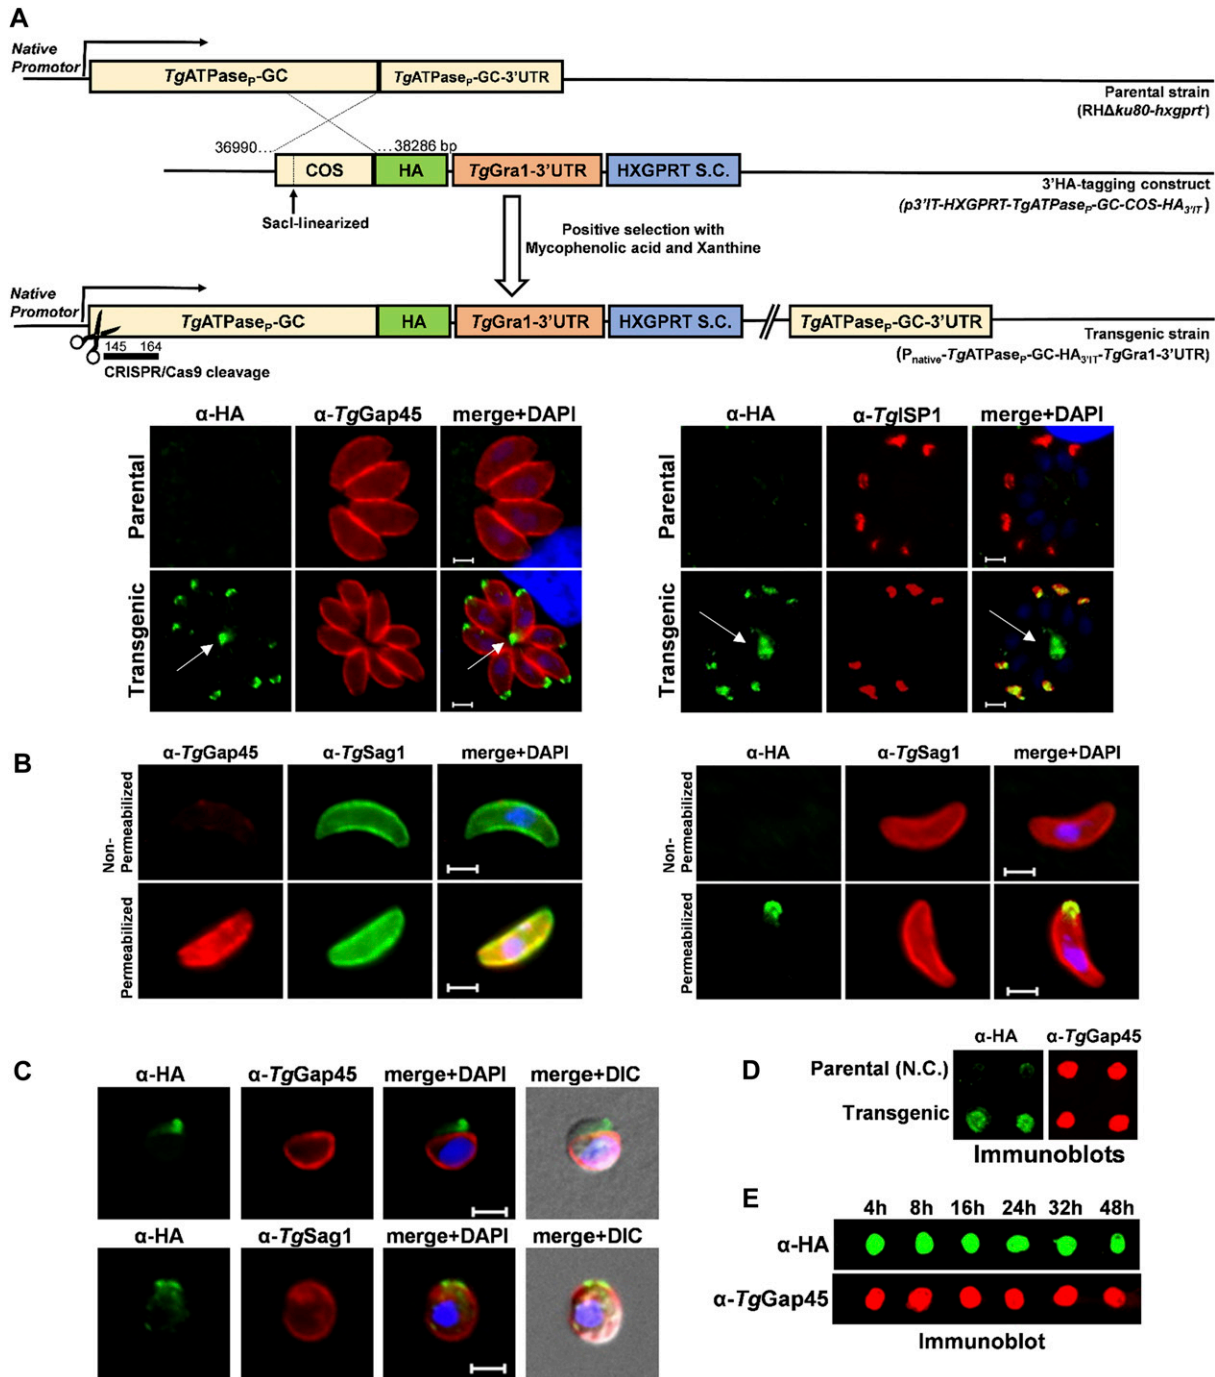 A
Native
Promotor
TgATPaseP-GC
TgATPaseP-GC-3'UTR
Parental strain
(RHΔku80-hxgprt-)
36990...
...38286 bp
COS
HA
TgGra1-3'UTR
HXGPRT S.C.
3'HA-tagging construct
(p3'IT-HXGPRT-TgATPaseP-GC-COS-HA3'IT)
SacI-linearized
Positive selection with
Mycophenolic acid and Xanthine
Native
Promotor
TgATPaseP-GC
HA
TgGra1-3'UTR
HXGPRT S.C.
TgATPaseP-GC-3'UTR
Transgenic strain
(Pnative-TgATPaseP-GC-HA3'IT-TgGra1-3'UTR)
145 164
CRISPR/Cas9 cleavage
α-HA α-TgGap45 merge+DAPI
α-HA α-TgISP1 merge+DAPI
Parental
Parental
Transgenic
Transgenic
B
α-TgGap45 α-TgSag1 merge+DAPI
α-HA α-TgSag1 merge+DAPI
Non-
Permeabilized
Non-
Permeabilized
Permeabilized
Permeabilized
C
α-HA α-TgGap45 merge+DAPI merge+DIC
α-HA α-TgSag1 merge+DAPI merge+DIC
D
α-HA α-TgGap45
Parental (N.C.)
Transgenic
Immunoblots
E
4h 8h 16h 24h 32h 48h
α-HA
α-TgGap45
Immunoblot